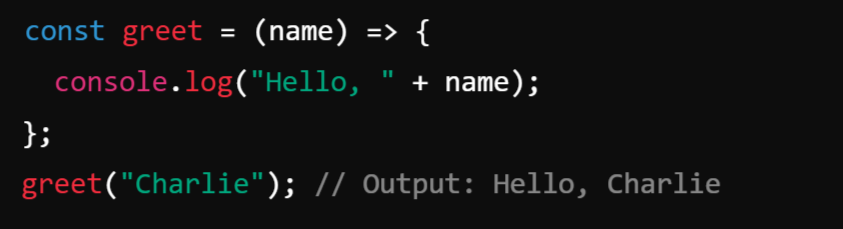 const greet = (name) => {
  console.log("Hello, " + name);
};
greet("Charlie"); // Output: Hello, Charlie